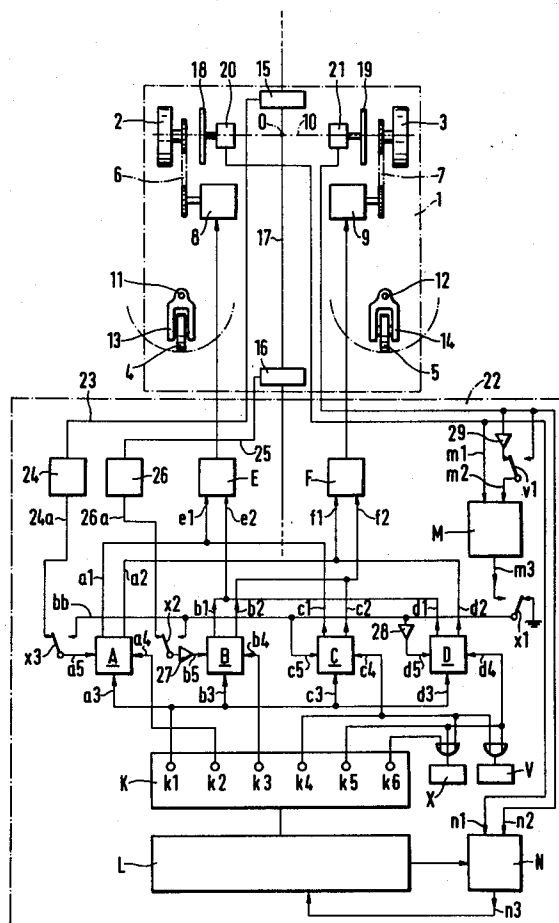 18 20 15 21 19
2 0 10 3
6 7
8 9 1
17
11 12
13 14
4 16 5
22
23 25 29
24 26 E F m1 v1
m2
24a 26a e1 e2 f1 f2 M
a1 a2 m3
bb x2 b1 b2 c1 c2 d1 d2
x3 a4 b4 28 x1
A B C D
a5 27 b5 c5 c4 d5 d4
a3 b3 c3 d3
K k1 k2 k3 k4 k5 k6 X V
n1 n2
L N
n3